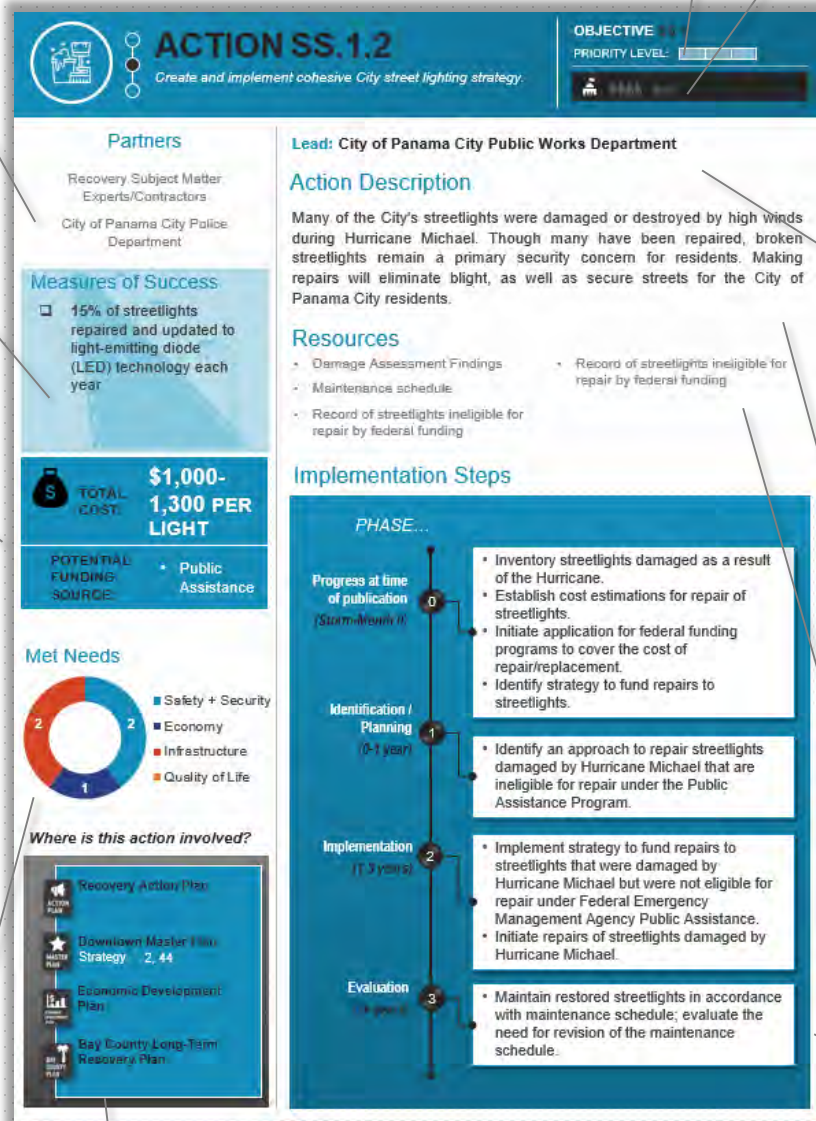 ACTION SS.1.2
Create and implement cohesive City street lighting strategy.
OBJECTIVE
PRIORITY LEVEL:
Partners
Recovery Subject Matter
Experts/Contractors
City of Panama City Police
Department
Measures of Success
15% of streetlights
repaired and updated to
light-emitting diode
(LED) technology each
year
TOTAL
COST:
$1,000-
1,300 PER
LIGHT
POTENTIAL
FUNDING
SOURCE:
• Public
Assistance
Met Needs
2
2
1
Safety + Security
Economy
Infrastructure
Quality of Life
Where is this action involved?
ACTION
PLAN
Recovery Action Plan
MASTER
PLAN
Downtown Master Plan
Strategy 2, 44
Economic Development
Plan
BAY
COUNTY
PLAN
Bay County Long-Term
Recovery Plan
Lead: City of Panama City Public Works Department
Action Description
Many of the City's streetlights were damaged or destroyed by high winds
during Hurricane Michael. Though many have been repaired, broken
streetlights remain a primary security concern for residents. Making
repairs will eliminate blight, as well as secure streets for the City of
Panama City residents.
Resources
• Damage Assessment Findings
• Maintenance schedule
• Record of streetlights ineligible for
repair by federal funding
• Record of streetlights ineligible for
repair by federal funding
Implementation Steps
PHASE...
Progress at time
of publication
0
• Inventory streetlights damaged as a result
of the Hurricane.
• Establish cost estimations for repair of
streetlights.
• Initiate application for federal funding
programs to cover the cost of
repair/replacement.
• Identify strategy to fund repairs to
streetlights.
Identification /
Planning
(0-1 year)
1
• Identify an approach to repair streetlights
damaged by Hurricane Michael that are
ineligible for repair under the Public
Assistance Program.
Implementation
(1-3 years)
2
• Implement strategy to fund repairs to
streetlights that were damaged by
Hurricane Michael but were not eligible for
repair under Federal Emergency
Management Agency Public Assistance.
• Initiate repairs of streetlights damaged by
Hurricane Michael.
Evaluation
3
• Maintain restored streetlights in accordance
with maintenance schedule; evaluate the
need for revision of the maintenance
schedule.